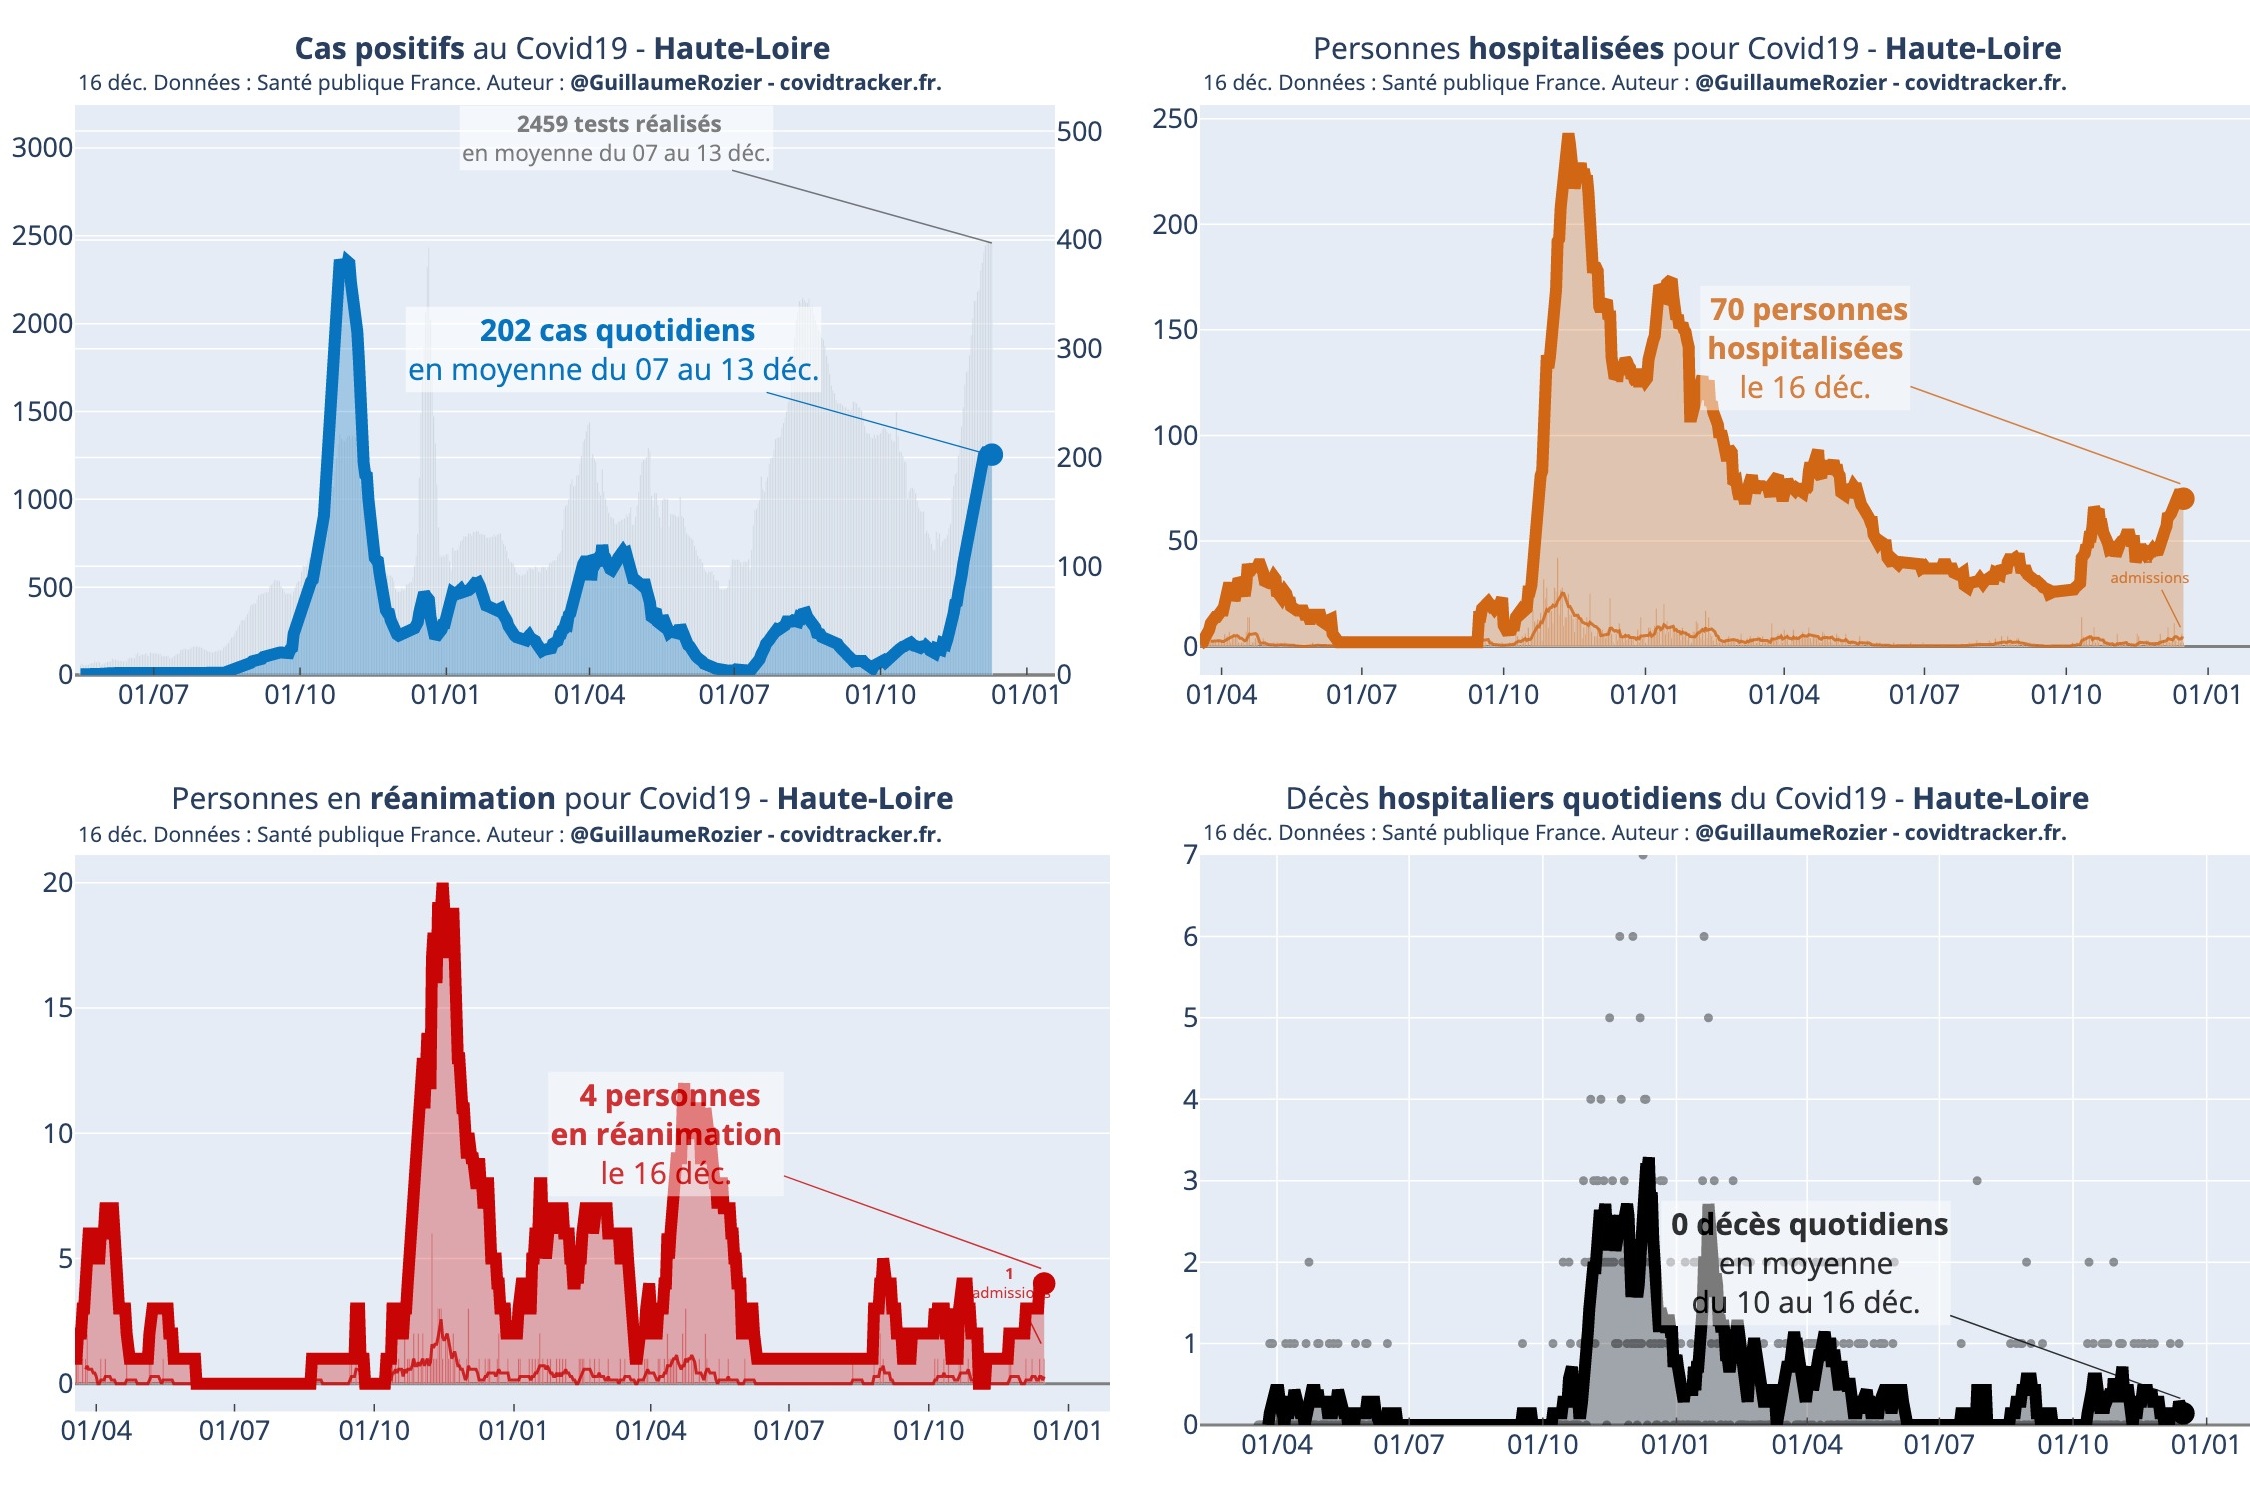 Cas positifs au Covid19 - Haute-Loire
16 déc. Données : Santé publique France. Auteur : @GuillaumeRozier - covidtracker.fr.
2459 tests réalisés
en moyenne du 07 au 13 déc.
202 cas quotidiens
en moyenne du 07 au 13 déc.
3000
2500
2000
1500
1000
500
0
500
400
300
200
100
0
01/07 01/10 01/01 01/04 01/07 01/10 01/01
Personnes hospitalisées pour Covid19 - Haute-Loire
16 déc. Données : Santé publique France. Auteur : @GuillaumeRozier - covidtracker.fr.
250
200
150
100
50
0
70 personnes
hospitalisées
le 16 déc.
admissions
01/04 01/07 01/10 01/01 01/04 01/07 01/10 01/01
Personnes en réanimation pour Covid19 - Haute-Loire
16 déc. Données : Santé publique France. Auteur : @GuillaumeRozier - covidtracker.fr.
20
15
10
5
0
4 personnes
en réanimation
le 16 déc.
1
admissions
01/04 01/07 01/10 01/01 01/04 01/07 01/10 01/01
Décès hospitaliers quotidiens du Covid19 - Haute-Loire
16 déc. Données : Santé publique France. Auteur : @GuillaumeRozier - covidtracker.fr.
7
6
5
4
3
2
1
0
0 décès quotidiens
en moyenne
du 10 au 16 déc.
01/04 01/07 01/10 01/01 01/04 01/07 01/10 01/01